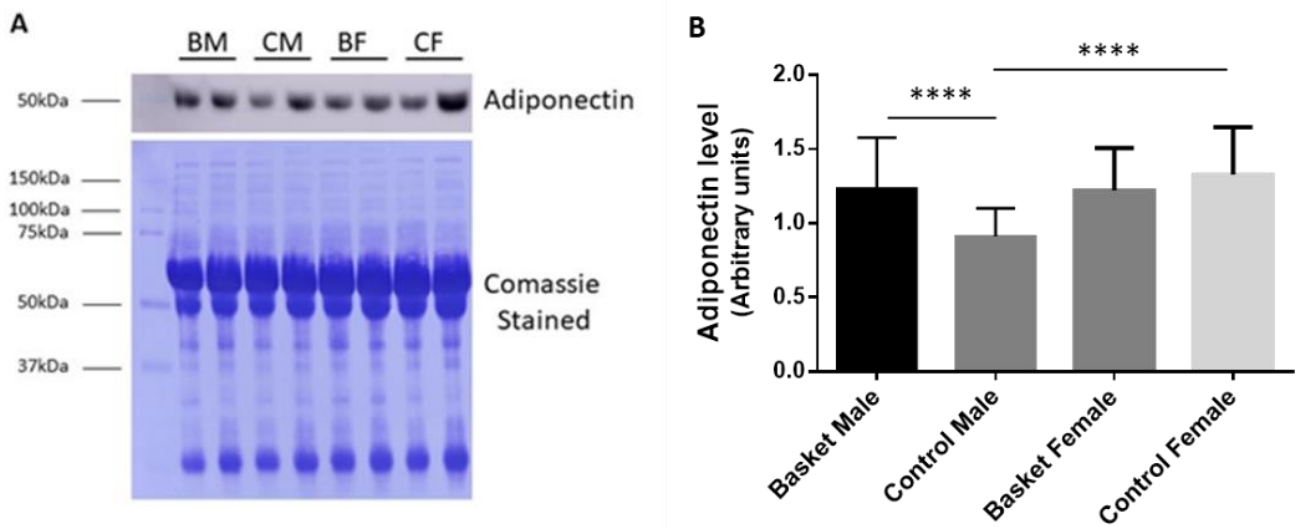 A
BM CM BF CF
50kDa
Adiponectin
150kDa
100kDa
75kDa
50kDa
37kDa
Comassie
Stained
B
Adiponectin level
(Arbitrary units)
2.0
1.5
1.0
0.5
0.0
****
****
Basket Male
Control Male
Basket Female
Control Female